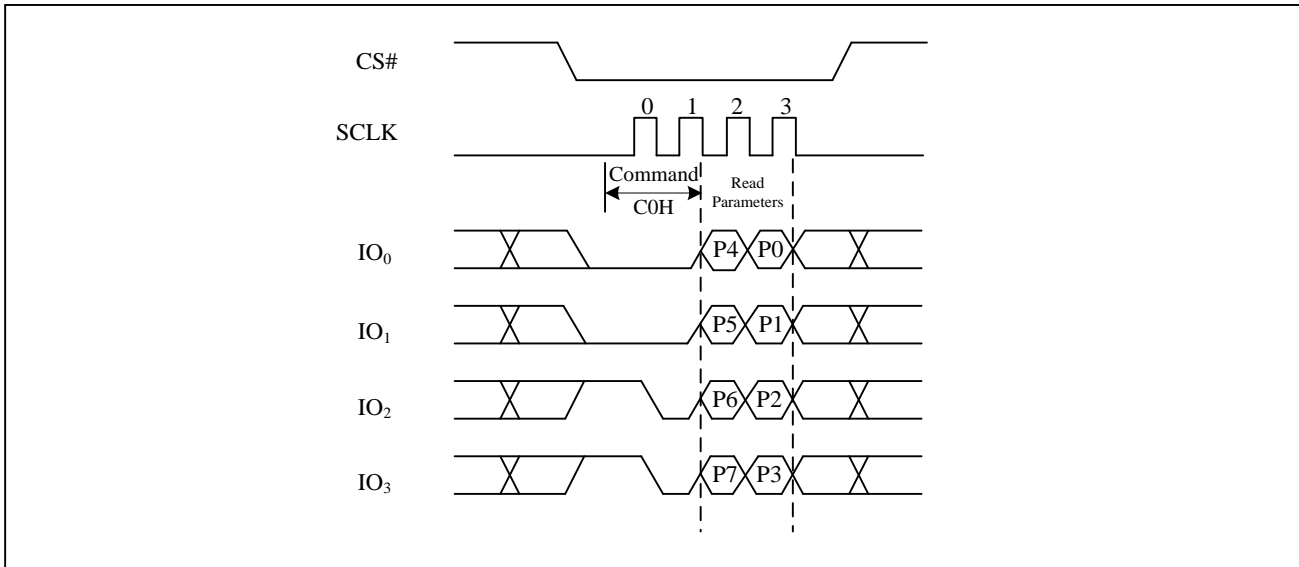 CS#
0 1 2 3
SCLK
Command
C0H
Read
Parameters
IO₀ P4 P0
IO₁ P5 P1
IO₂ P6 P2
IO₃ P7 P3